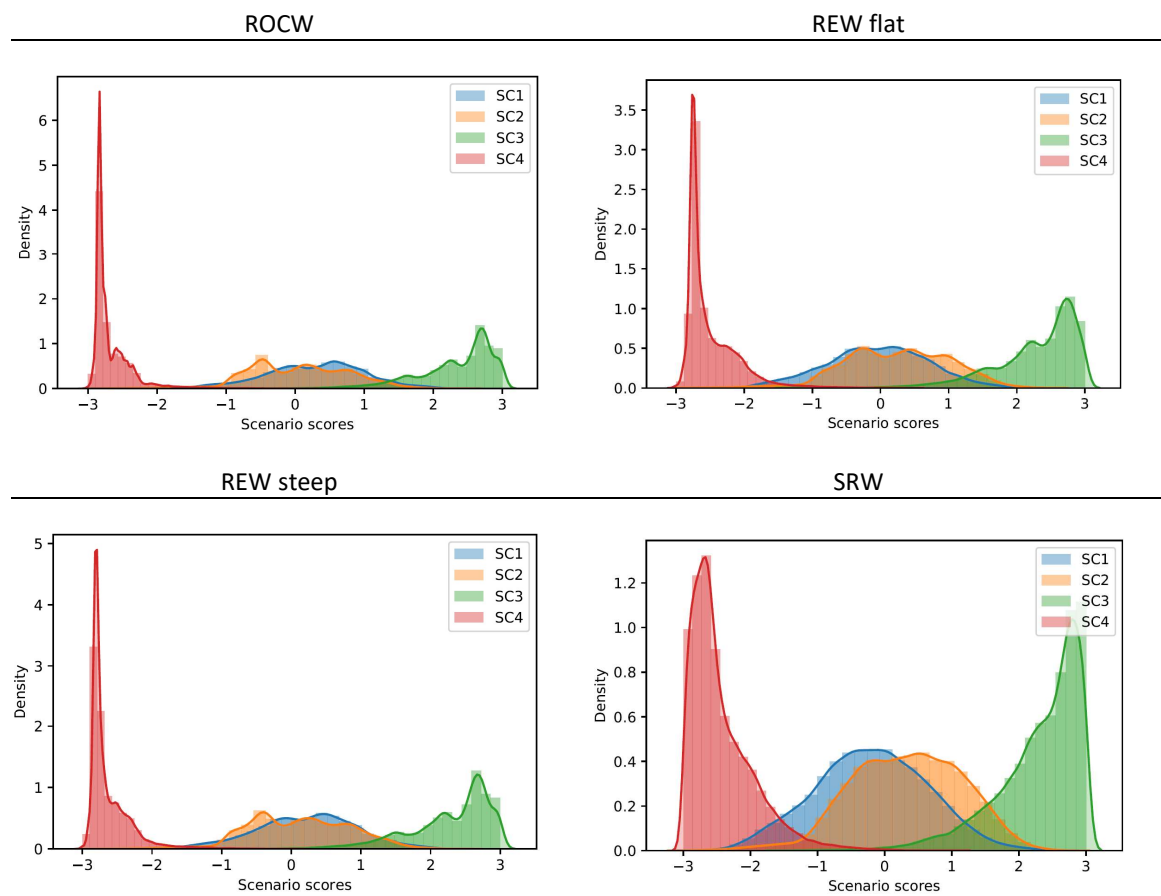 ROCW
REW flat
6
5
4
3
2
1
0
Density
−3 −2 −1 0 1 2 3
Scenario scores
SC1
SC2
SC3
SC4
3.5
3.0
2.5
2.0
1.5
1.0
0.5
0.0
Density
−3 −2 −1 0 1 2 3
Scenario scores
SC1
SC2
SC3
SC4
REW steep
SRW
5
4
3
2
1
0
Density
−3 −2 −1 0 1 2 3
Scenario scores
SC1
SC2
SC3
SC4
1.2
1.0
0.8
0.6
0.4
0.2
0.0
Density
−3 −2 −1 0 1 2 3
Scenario scores
SC1
SC2
SC3
SC4